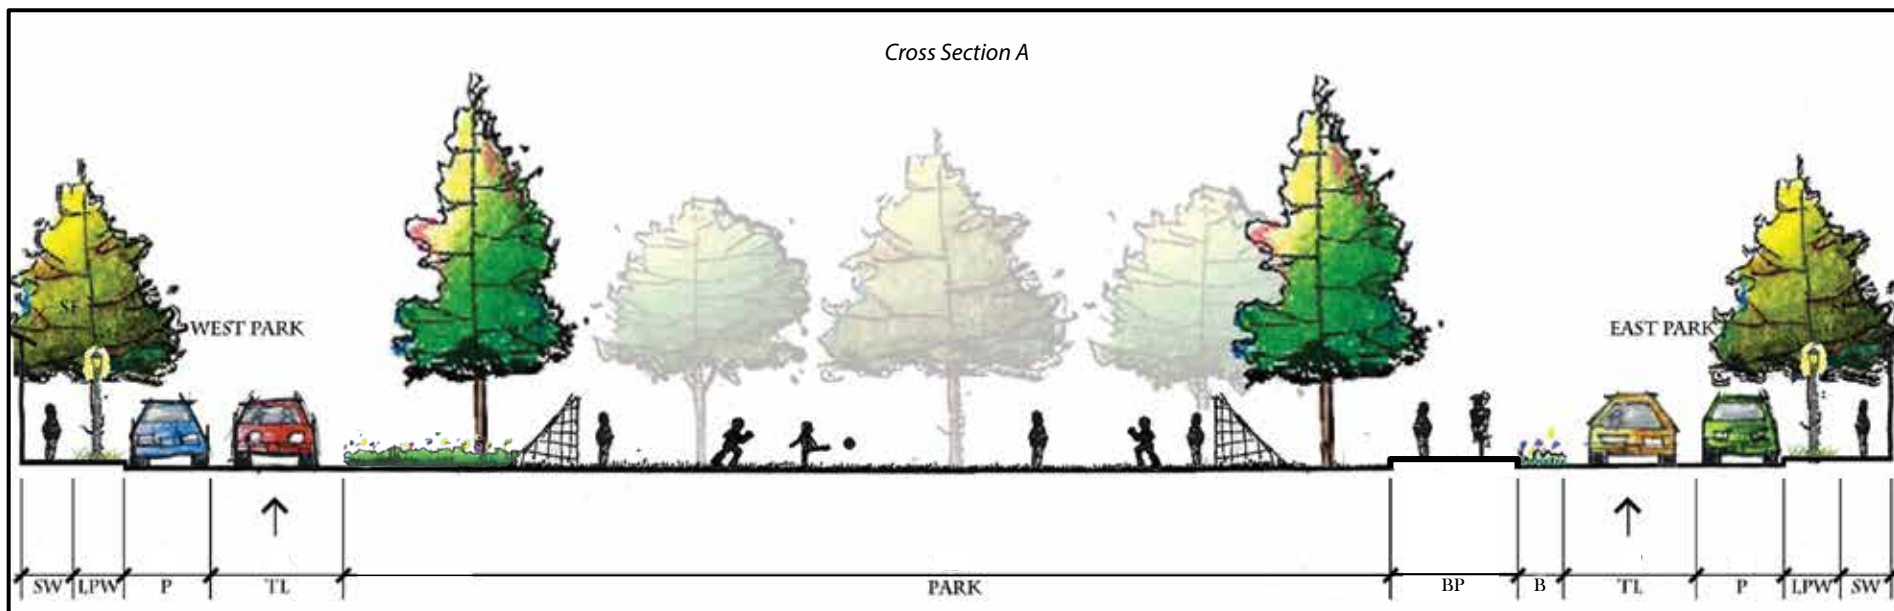 Cross Section A
WEST PARK
EAST PARK
SW LPW P TL PARK BP B TL P LPW SW